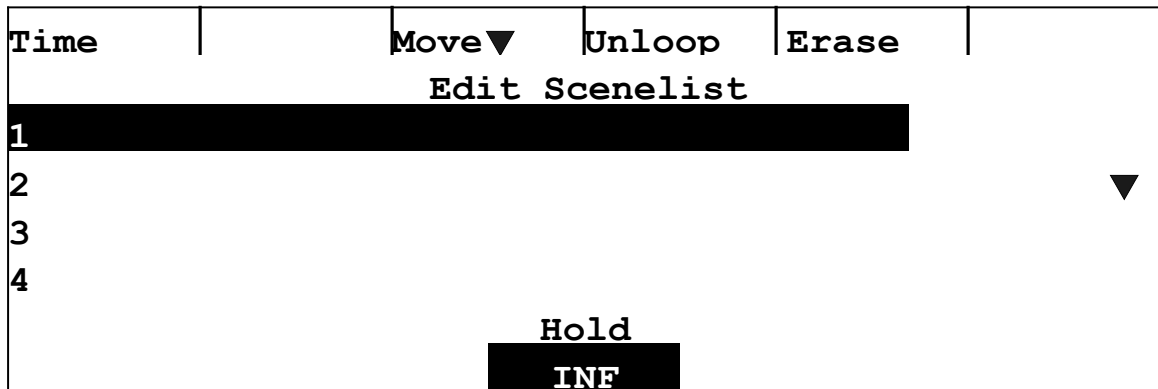 Time Move▼ Unloop Erase
Edit Scenelist
1
2 ▼
3
4
Hold
INF